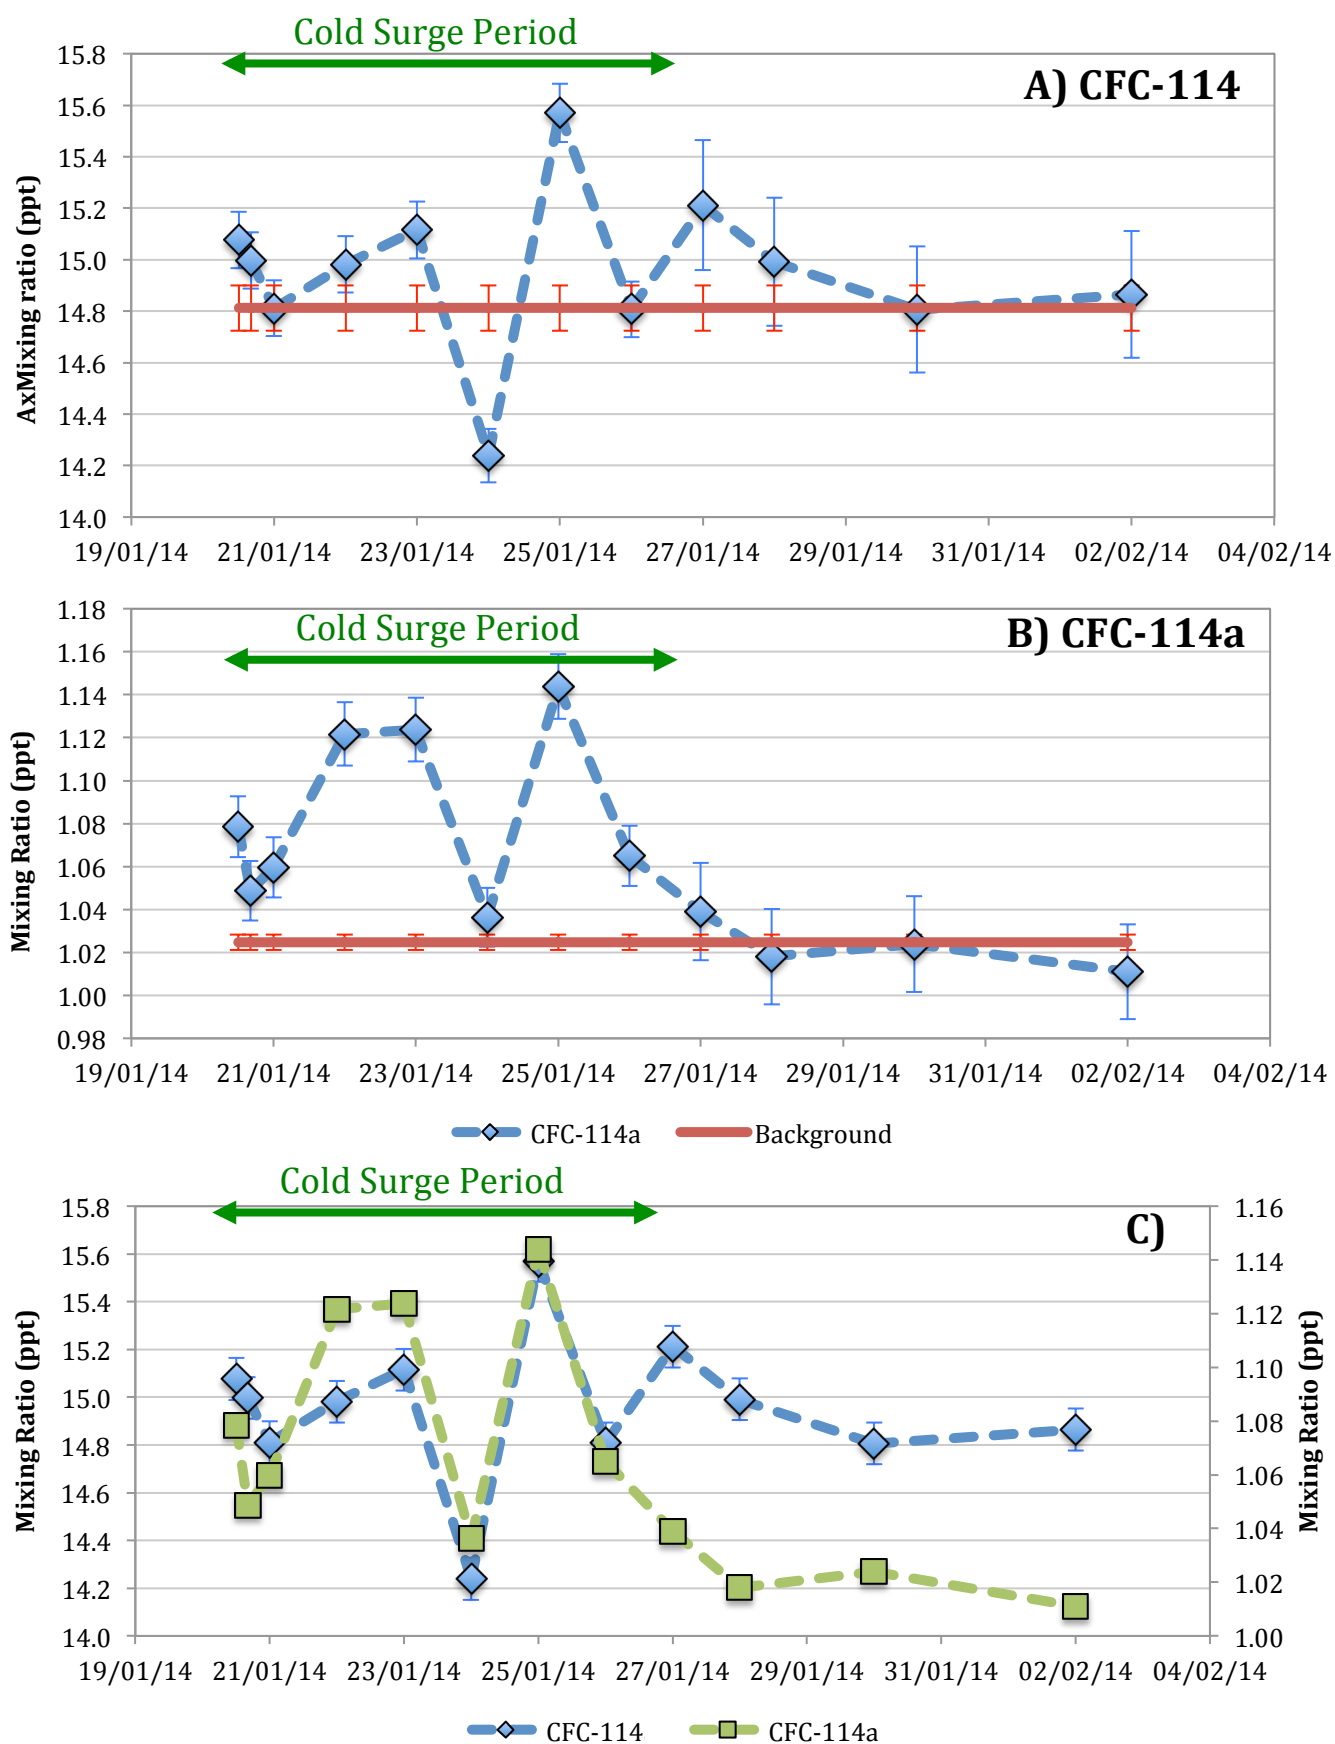 Cold Surge Period
A) CFC-114
AxMixing ratio (ppt)
15.8
15.6
15.4
15.2
15.0
14.8
14.6
14.4
14.2
14.0
19/01/14 21/01/14 23/01/14 25/01/14 27/01/14 29/01/14 31/01/14 02/02/14 04/02/14
Cold Surge Period
B) CFC-114a
Mixing Ratio (ppt)
1.18
1.16
1.14
1.12
1.10
1.08
1.06
1.04
1.02
1.00
0.98
19/01/14 21/01/14 23/01/14 25/01/14 27/01/14 29/01/14 31/01/14 02/02/14 04/02/14
CFC-114a Background
Cold Surge Period
C)
Mixing Ratio (ppt)
15.8
15.6
15.4
15.2
15.0
14.8
14.6
14.4
14.2
14.0
1.16
1.14
1.12
1.10
1.08
1.06
1.04
1.02
1.00
Mixing Ratio (ppt)
19/01/14 21/01/14 23/01/14 25/01/14 27/01/14 29/01/14 31/01/14 02/02/14 04/02/14
CFC-114 CFC-114a